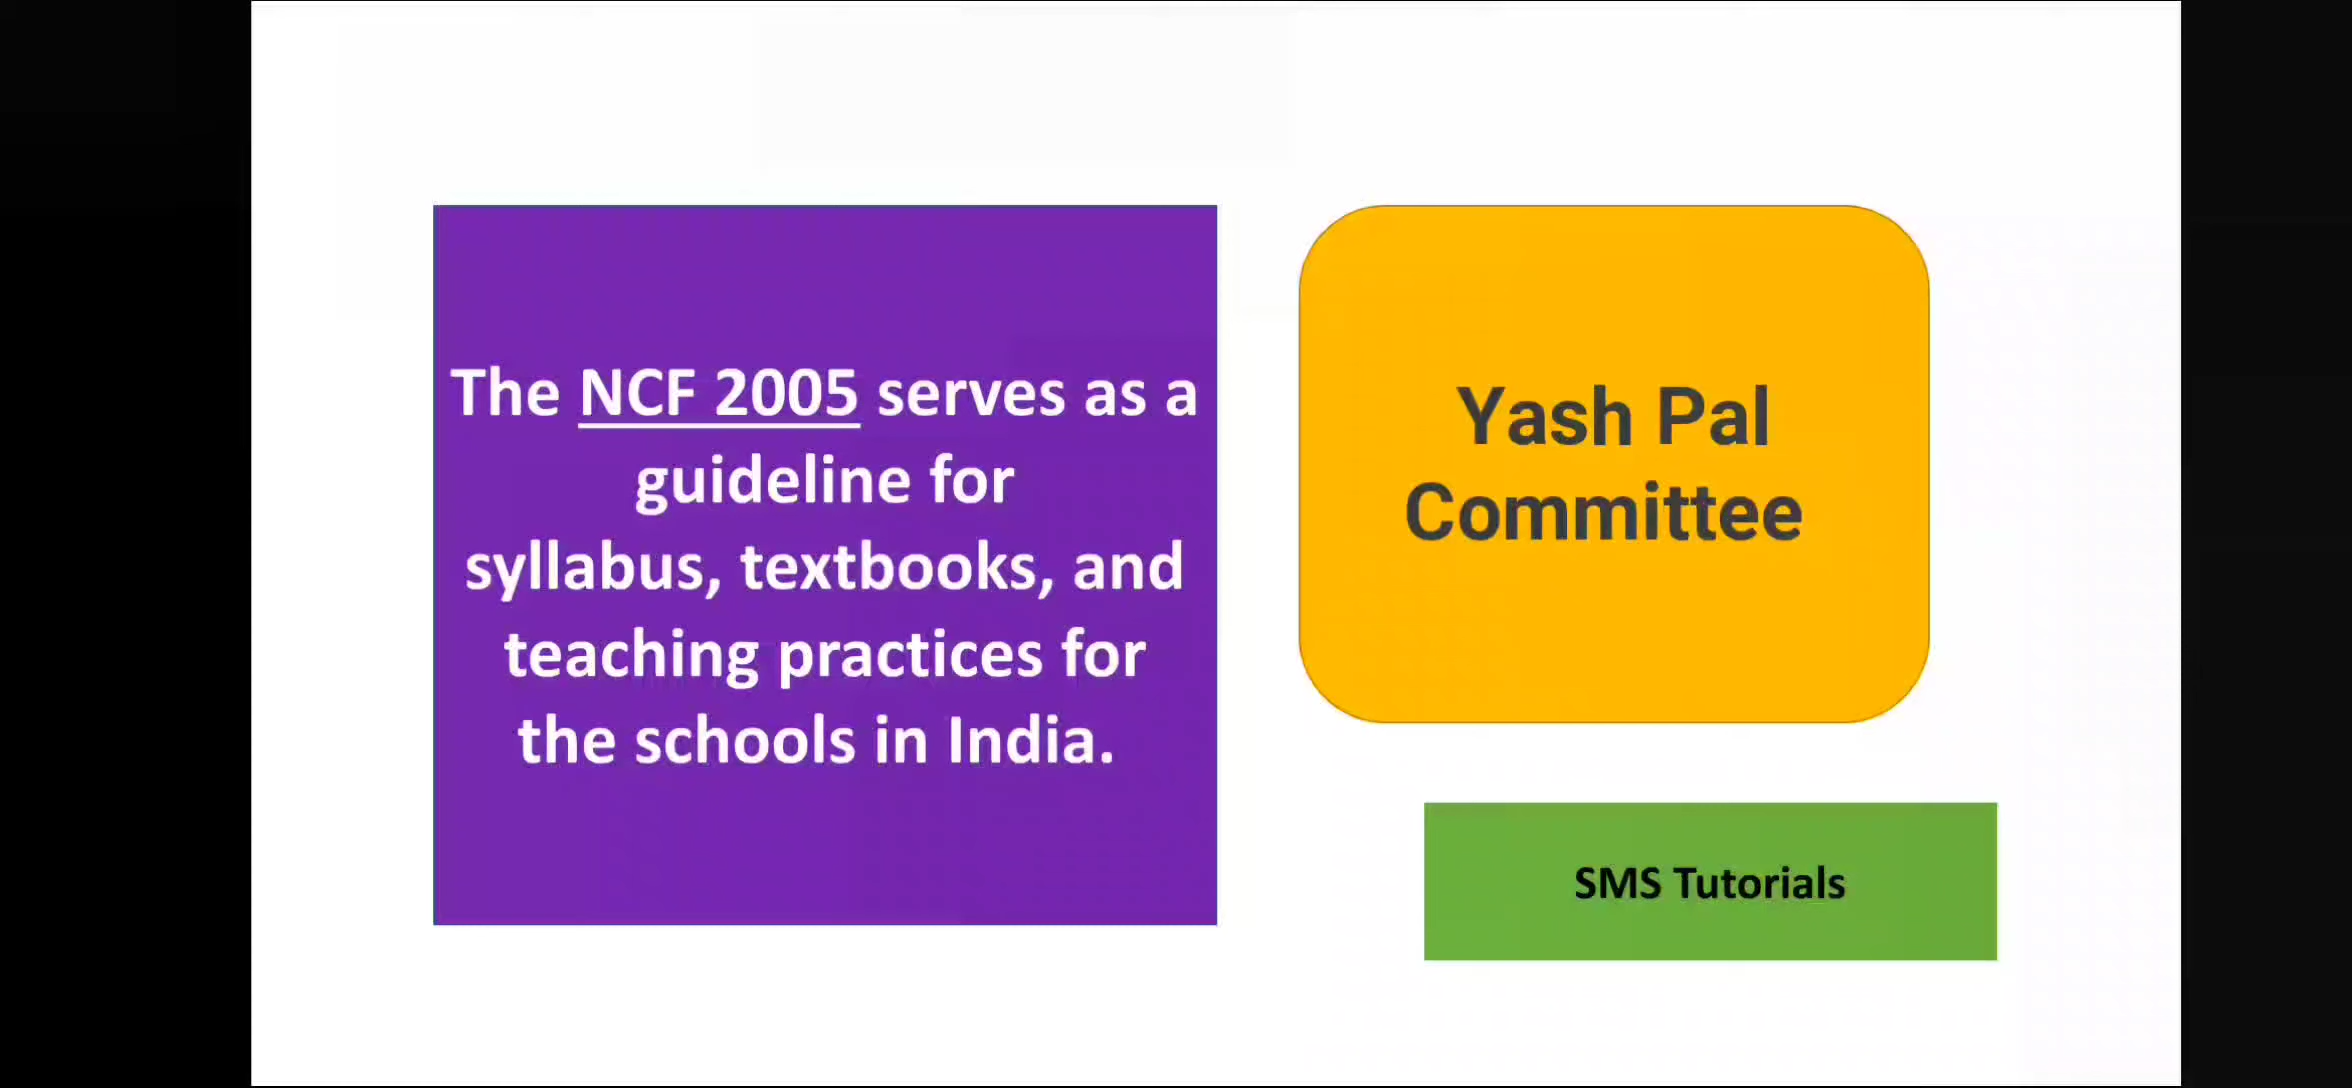 The NCF 2005 serves as a
guideline for
syllabus, textbooks, and
teaching practices for
the schools in India.
Yash Pal
Committee
SMS Tutorials